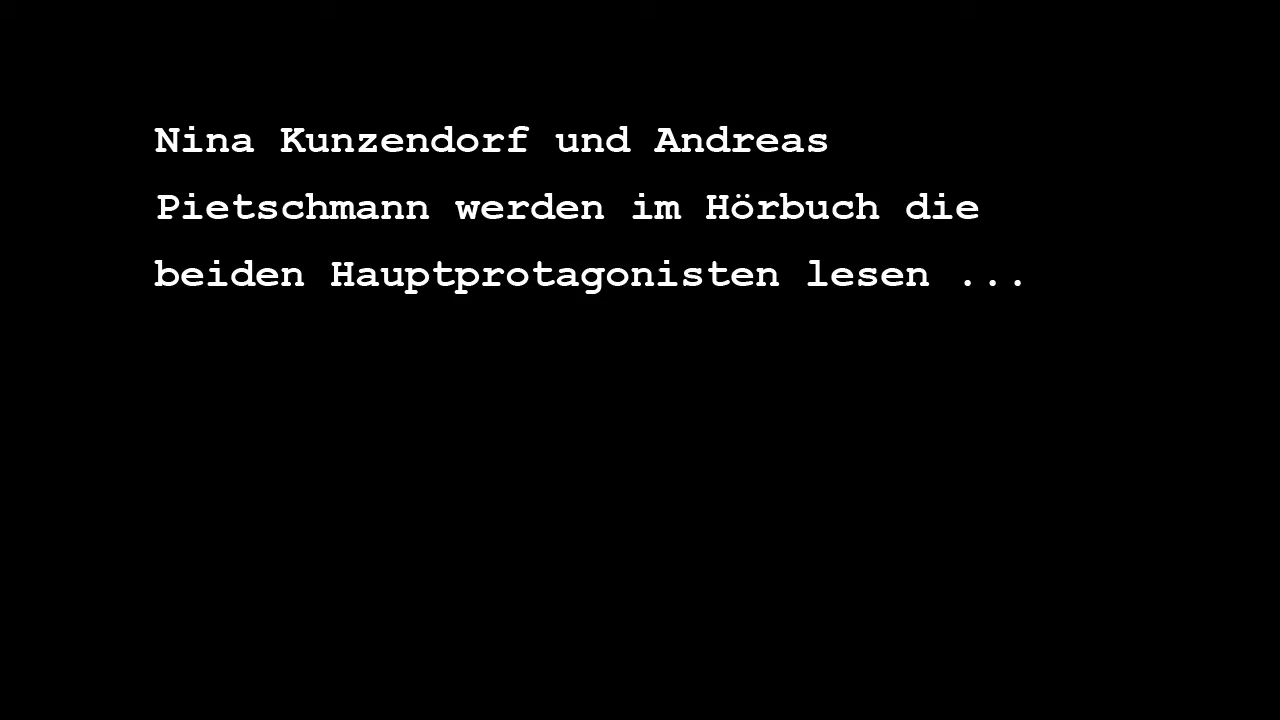 Nina Kunzendorf und Andreas
Pietschmann werden im Hörbuch die
beiden Hauptprotagonisten lesen ...